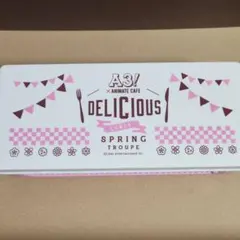 A3!
× ANIMATE CAFE
DELICIOUS
SPRING
TROUPE